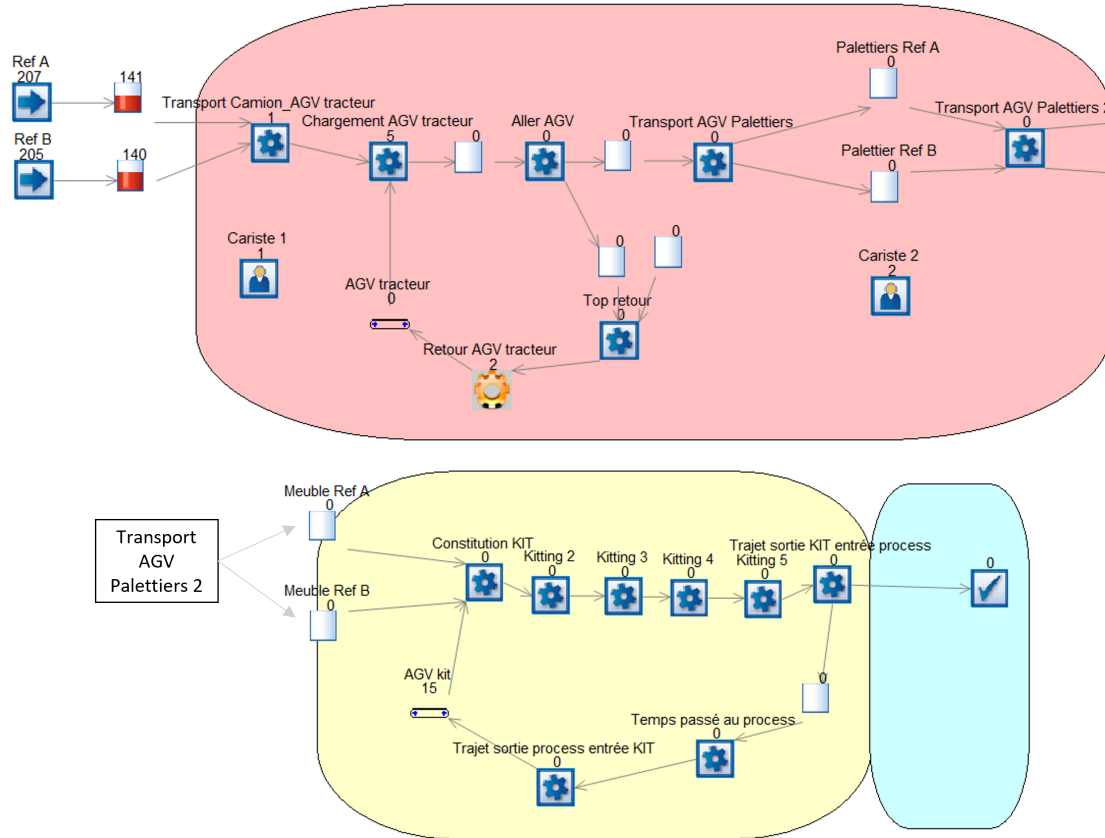 Ref A
207
141
Transport Camion_AGV tracteur
1
Ref B
205
140
Chargement AGV tracteur
5
0
Aller AGV
0
0
Transport AGV Palettiers
0
Palettiers Ref A
0
Palettier Ref B
0
Transport AGV Palettiers 2
0
Cariste 1
1
0
0
Cariste 2
2
AGV tracteur
0
Top retour
0
Retour AGV tracteur
2
Transport
AGV
Palettiers 2
Meuble Ref A
0
Meuble Ref B
0
Constitution KIT
0
Kitting 2
0
Kitting 3
0
Kitting 4
0
Kitting 5
0
Trajet sortie KIT entrée process
0
0
AGV kit
15
0
Temps passé au process
0
Trajet sortie process entrée KIT
0